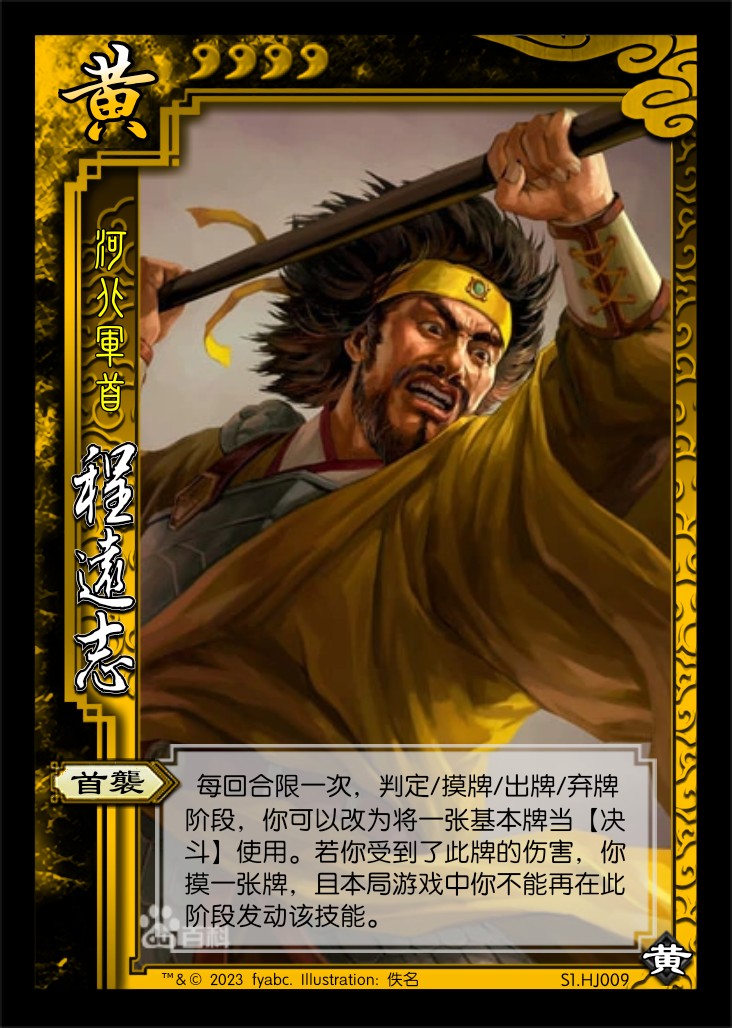 黄
河北軍首
程遠志
首襲
每回合限一次，判定/摸牌/出牌/弃牌
阶段，你可以改为将一张基本牌当【决
斗】使用。若你受到了此牌的伤害，你
摸一张牌，且本局游戏中你不能再在此
阶段发动该技能。
百科
™&© 2023 fyabc. Illustration: 佚名
S1.HJ009
黄